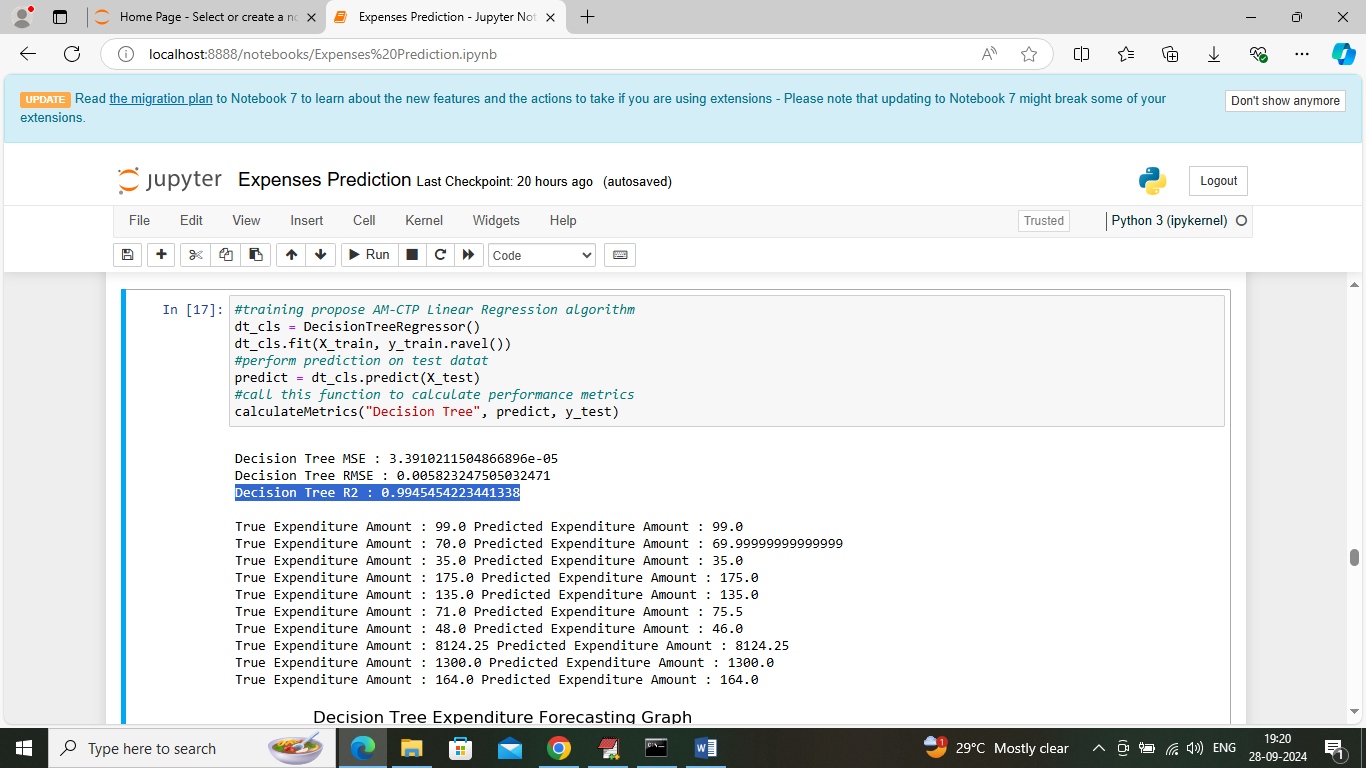 Home Page - Select or create a no
Expenses Prediction - Jupyter Not
localhost:8888/notebooks/Expenses%20Prediction.ipynb
UPDATE Read the migration plan to Notebook 7 to learn about the new features and the actions to take if you are using extensions - Please note that updating to Notebook 7 might break some of your
extensions.
Don't show anymore
jupyter Expenses Prediction Last Checkpoint: 20 hours ago (autosaved)
Logout
File Edit View Insert Cell Kernel Widgets Help
Trusted
Python 3 (ipykernel)
Run
Code
In [17]:
#training propose AM-CTP Linear Regression algorithm
dt_cls = DecisionTreeRegressor()
dt_cls.fit(X_train, y_train.ravel())
#perform prediction on test datat
predict = dt_cls.predict(X_test)
#call this function to calculate performance metrics
calculateMetrics("Decision Tree", predict, y_test)
Decision Tree MSE : 3.3910211504866896e-05
Decision Tree RMSE : 0.005823247505032471
Decision Tree R2 : 0.9945454223441338
True Expenditure Amount : 99.0 Predicted Expenditure Amount : 99.0
True Expenditure Amount : 70.0 Predicted Expenditure Amount : 69.99999999999999
True Expenditure Amount : 35.0 Predicted Expenditure Amount : 35.0
True Expenditure Amount : 175.0 Predicted Expenditure Amount : 175.0
True Expenditure Amount : 135.0 Predicted Expenditure Amount : 135.0
True Expenditure Amount : 71.0 Predicted Expenditure Amount : 75.5
True Expenditure Amount : 48.0 Predicted Expenditure Amount : 46.0
True Expenditure Amount : 8124.25 Predicted Expenditure Amount : 8124.25
True Expenditure Amount : 1300.0 Predicted Expenditure Amount : 1300.0
True Expenditure Amount : 164.0 Predicted Expenditure Amount : 164.0
Decision Tree Expenditure Forecasting Graph
Type here to search
1
29°C Mostly clear
ENG
19:20
28-09-2024
1